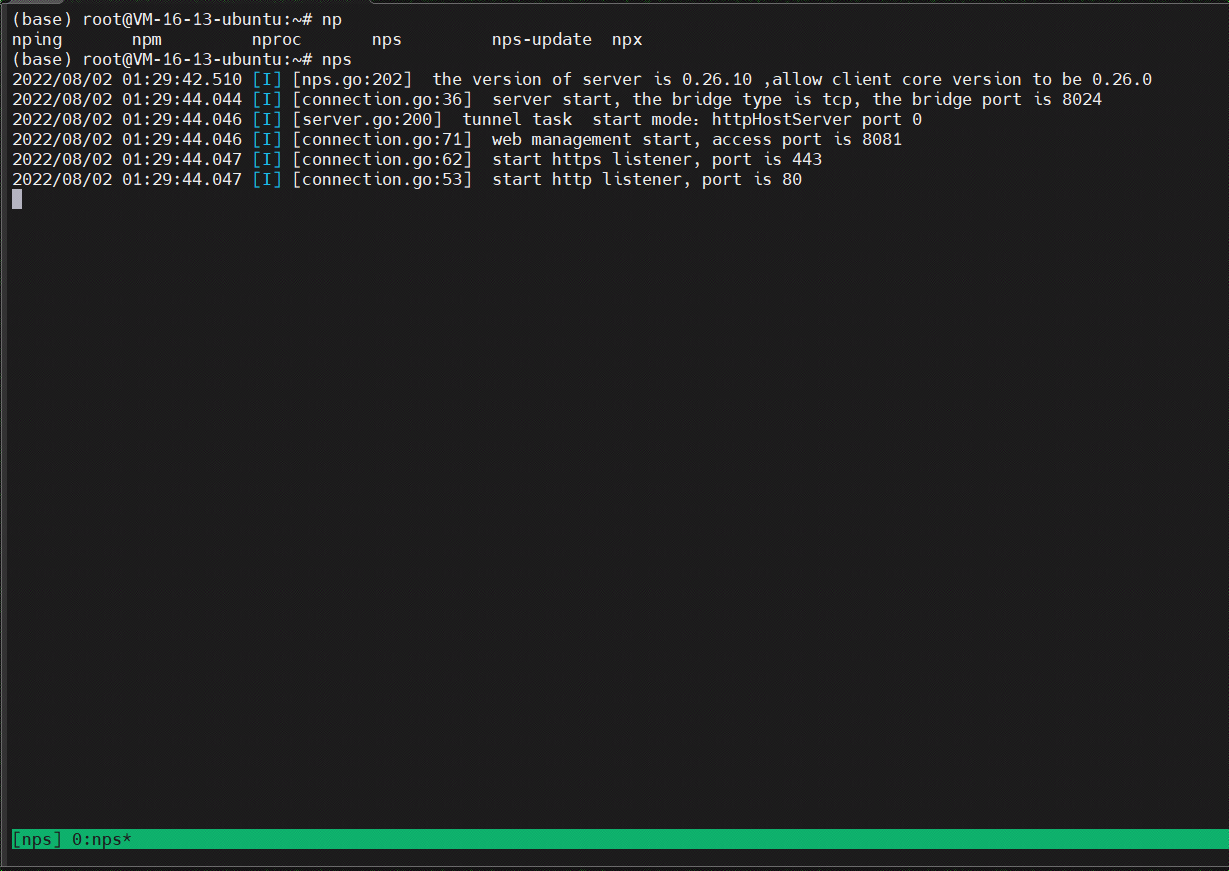 (base) root@VM-16-13-ubuntu:~# np
nping       npm         nproc       nps         nps-update  npx
(base) root@VM-16-13-ubuntu:~# nps
2022/08/02 01:29:42.510 [I] [nps.go:202]  the version of server is 0.26.10 ,allow client core version to be 0.26.0
2022/08/02 01:29:44.044 [I] [connection.go:36]  server start, the bridge type is tcp, the bridge port is 8024
2022/08/02 01:29:44.046 [I] [server.go:200]  tunnel task  start mode：httpHostServer port 0
2022/08/02 01:29:44.046 [I] [connection.go:71]  web management start, access port is 8081
2022/08/02 01:29:44.047 [I] [connection.go:62]  start https listener, port is 443
2022/08/02 01:29:44.047 [I] [connection.go:53]  start http listener, port is 80
[nps] 0:nps*